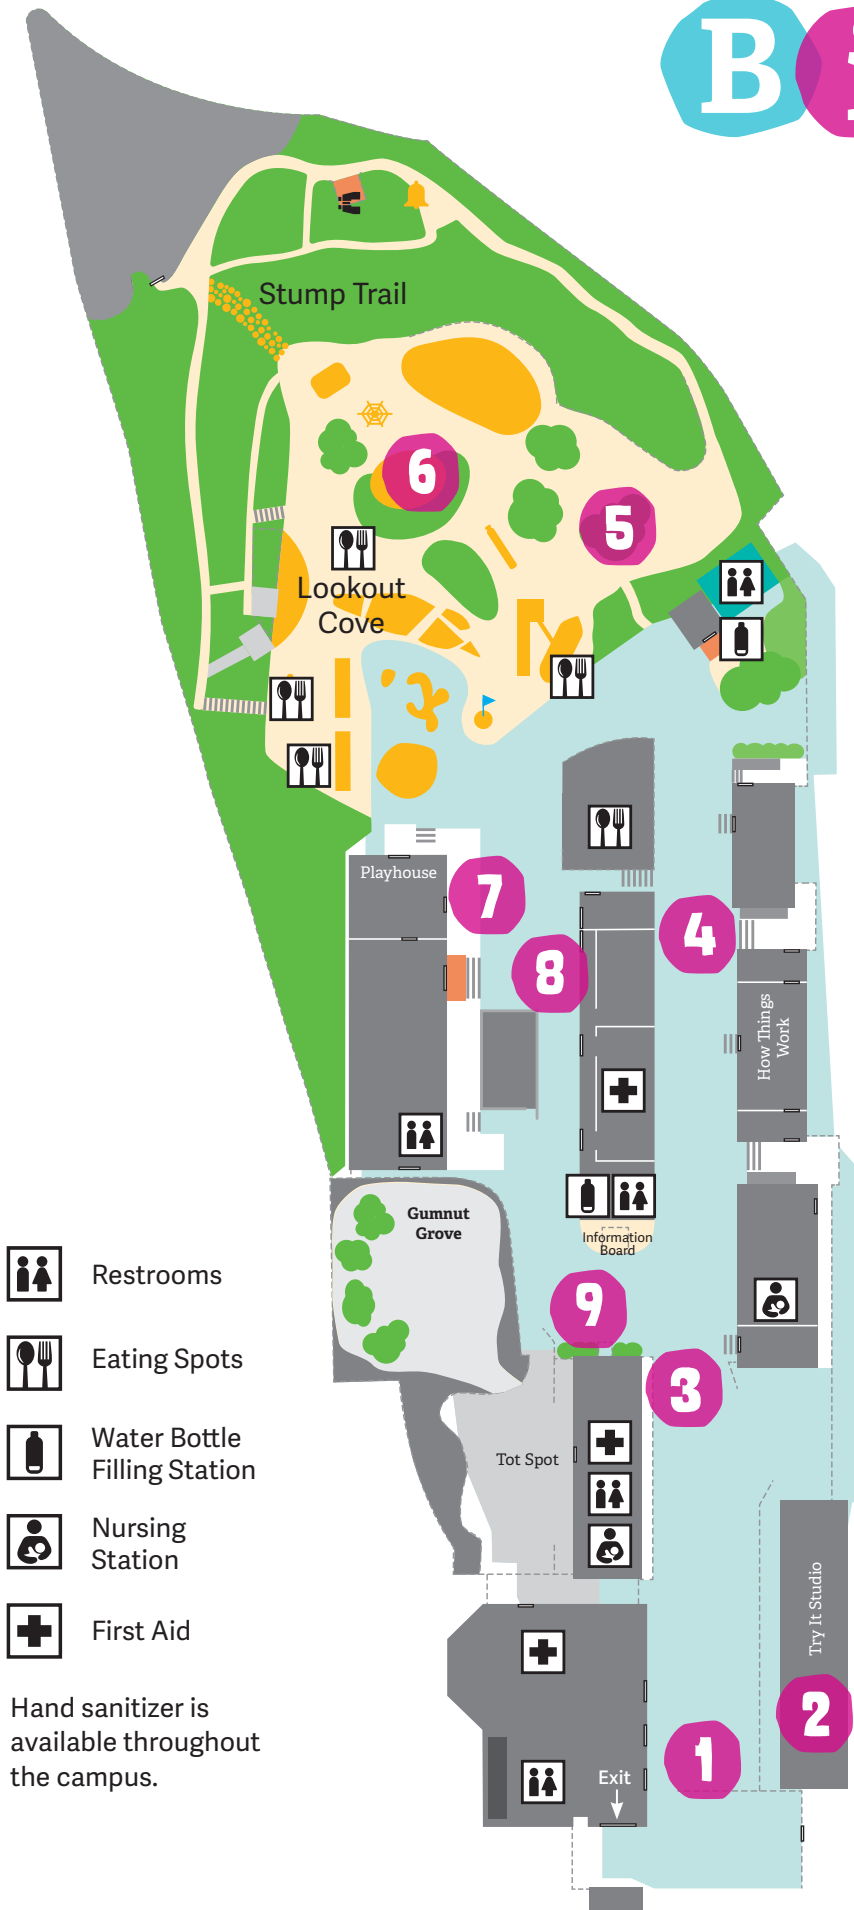 B
Stump Trail
6
5
Lookout
Cove
Playhouse
7
4
8
How Things
Work
Gumnut
Grove
Information
Board
9
3
Tot Spot
Try It Studio
2
1
Exit
Restrooms
Eating Spots
Water Bottle
Filling Station
Nursing
Station
First Aid
Hand sanitizer is
available throughout
the campus.